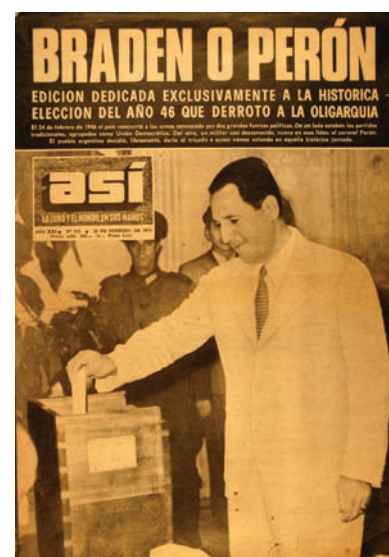 BRADEN O PERÓN
EDICION DEDICADA EXCLUSIVAMENTE A LA HISTORICA
ELECCION DEL AÑO 46 QUE DERROTO A LA OLIGARQUIA
El 24 de febrero de 1946 el país concurrió a las urnas convocado por dos grandes fuerzas políticas. De un lado estaban los partidos
tradicionales, agrupados como Unión Democrática. Del otro, un militar casi desconocido, nuevo en esas lides: el coronel Perón.
El pueblo argentino decidió, libremente, darle el triunfo a quien vemos votando en aquella histórica jornada.
así
LA LUNA Y EL MUNDO EN SUS MANOS
FEBRERO DE